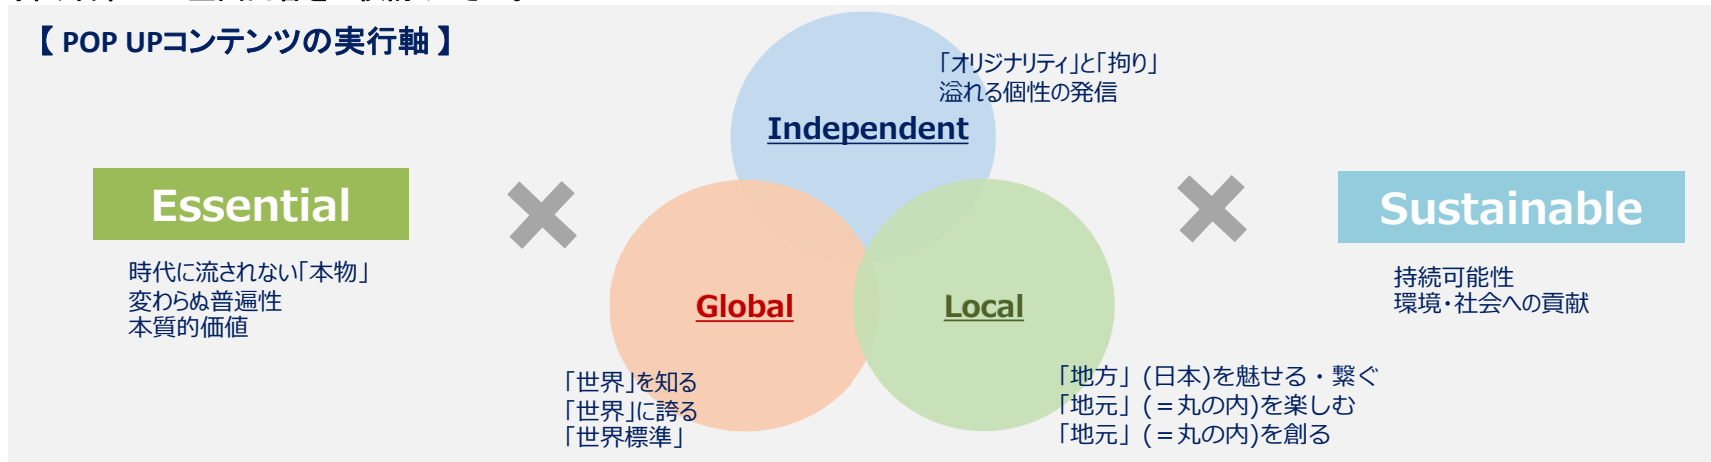 【 POP UPコンテンツの実行軸 】
「オリジナリティ」と「拘り」
溢れる個性の発信
Independent
Essential
Sustainable
時代に流されない「本物」
変わらぬ普遍性
本質的価値
持続可能性
環境・社会への貢献
Global
Local
「世界」を知る
「世界」に誇る
「世界標準」
「地方」(日本)を魅せる・繋ぐ
「地元」(＝丸の内)を楽しむ
「地元」(＝丸の内)を創る